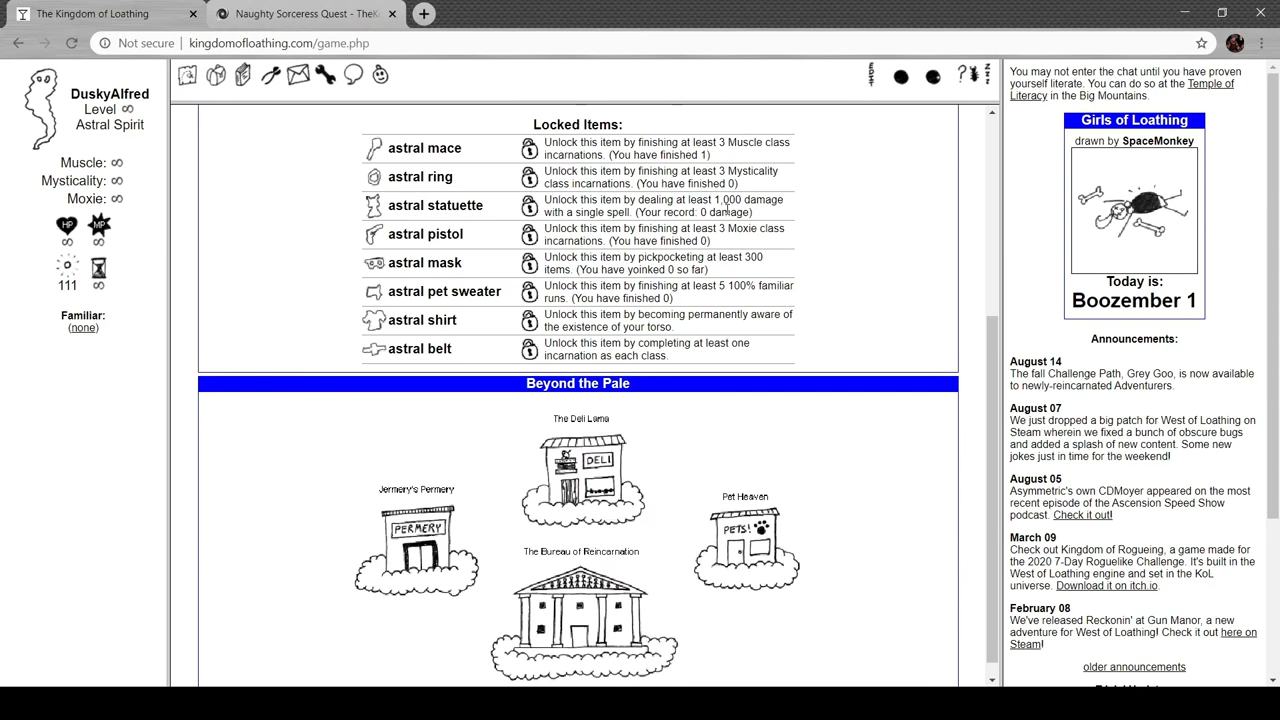 The Kingdom of Loathing
Naughty Sorceress Quest - TheK
Not secure | kingdomofloathing.com/game.php
DuskyAlfred
Level ∞
Astral Spirit
Muscle: ∞
Mysticality: ∞
Moxie: ∞
HP
MP
∞
∞
111
∞
Familiar:
(none)
Locked Items:
astral mace
Unlock this item by finishing at least 3 Muscle class
incarnations. (You have finished 1)
astral ring
Unlock this item by finishing at least 3 Mysticality
class incarnations. (You have finished 0)
astral statuette
Unlock this item by dealing at least 1,000 damage
with a single spell. (Your record: 0 damage)
astral pistol
Unlock this item by finishing at least 3 Moxie class
incarnations. (You have finished 0)
astral mask
Unlock this item by pickpocketing at least 300
items. (You have yoinked 0 so far)
astral pet sweater
Unlock this item by finishing at least 5 100% familiar
runs. (You have finished 0)
astral shirt
Unlock this item by becoming permanently aware of
the existence of your torso.
astral belt
Unlock this item by completing at least one
incarnation as each class.
Beyond the Pale
The Deli Lama
DELI
Jermery's Permery
PERMERY
Pet Heaven
PETS!
The Bureau of Reincarnation
You may not enter the chat until you have proven
yourself literate. You can do so at the Temple of
Literacy in the Big Mountains.
Girls of Loathing
drawn by SpaceMonkey
Today is:
Boozember 1
Announcements:
August 14
The fall Challenge Path, Grey Goo, is now available
to newly-reincarnated Adventurers.
August 07
We just dropped a big patch for West of Loathing on
Steam wherein we fixed a bunch of obscure bugs
and added a splash of new content. Some new
jokes just in time for the weekend!
August 05
Asymmetric's own CDMoyer appeared on the most
recent episode of the Ascension Speed Show
podcast. Check it out!
March 09
Check out Kingdom of Rogueing, a game made for
the 2020 7-Day Roguelike Challenge. It's built in the
West of Loathing engine and set in the KoL
universe. Download it on itch.io.
February 08
We've released Reckonin' at Gun Manor, a new
adventure for West of Loathing! Check it out here on
Steam!
older announcements